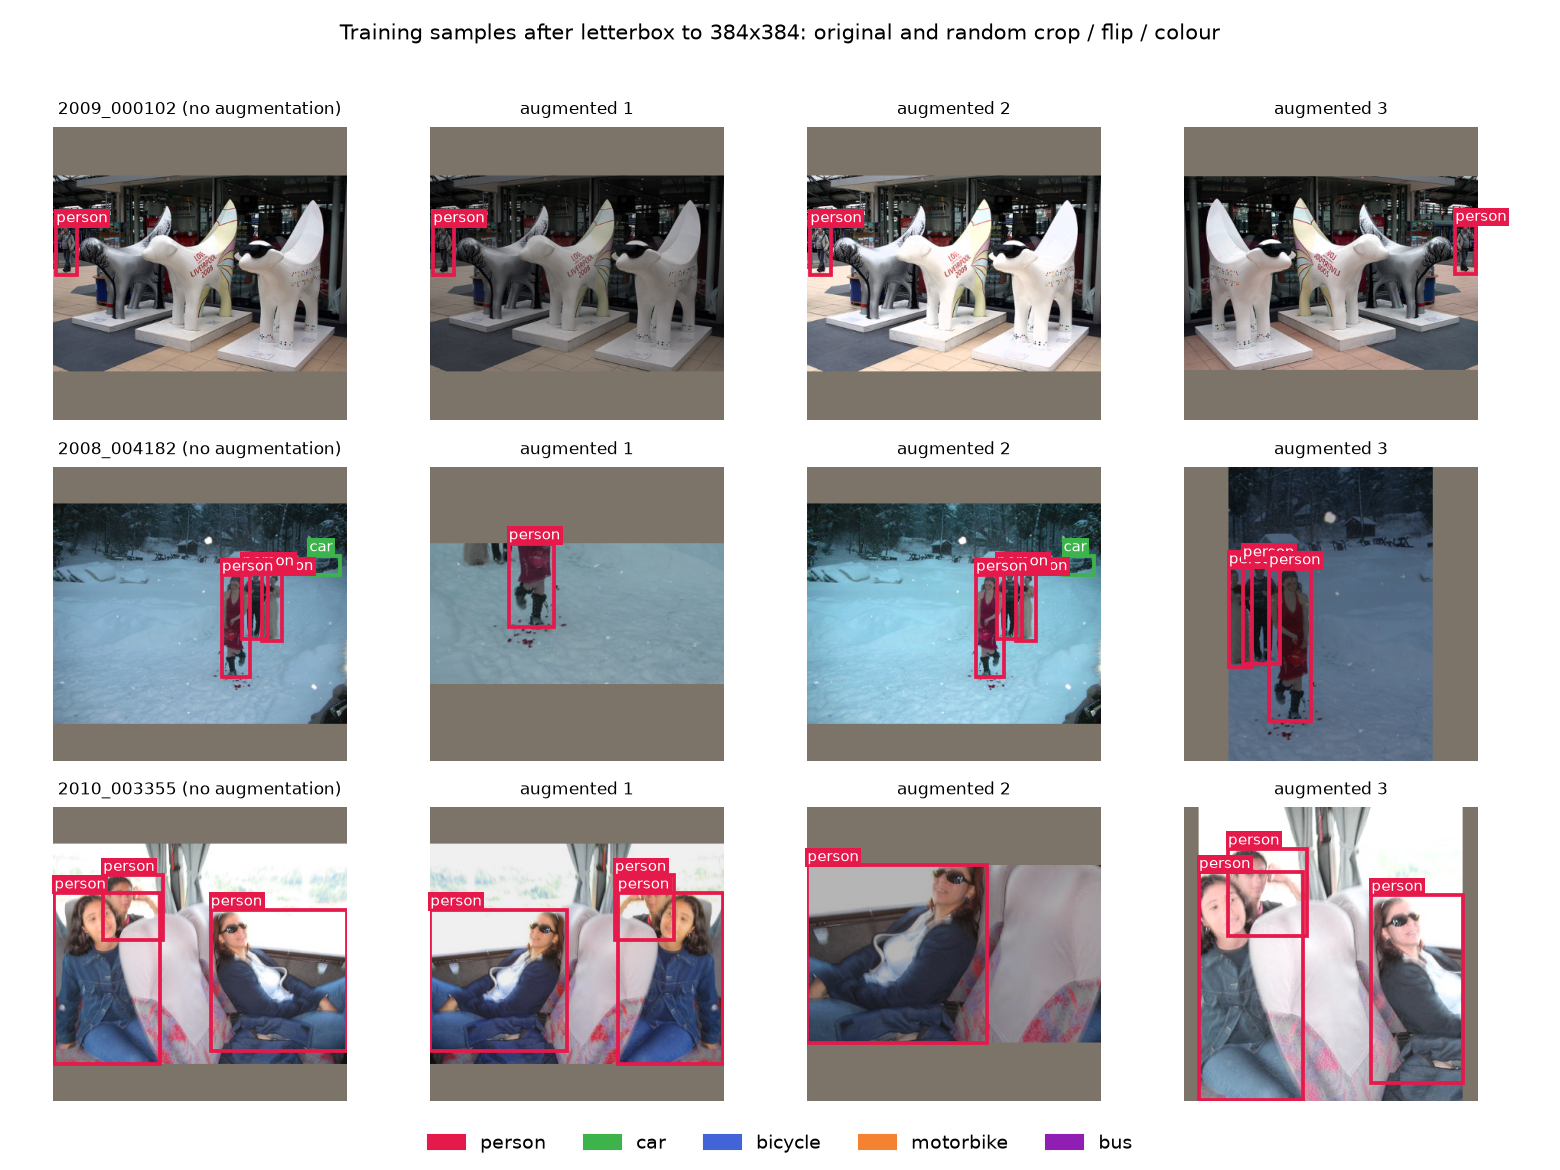 Training samples after letterbox to 384x384: original and random crop / flip / colour
2009_000102 (no augmentation)
augmented 1
augmented 2
augmented 3
person
person
person
person
LOVE
LIVERPOOL
2008
2008_004182 (no augmentation)
augmented 1
augmented 2
augmented 3
car
person
person
car
person
person
person
2010_003355 (no augmentation)
augmented 1
augmented 2
augmented 3
person
person
person
person
person
person
person
person
person
person
person car bicycle motorbike bus